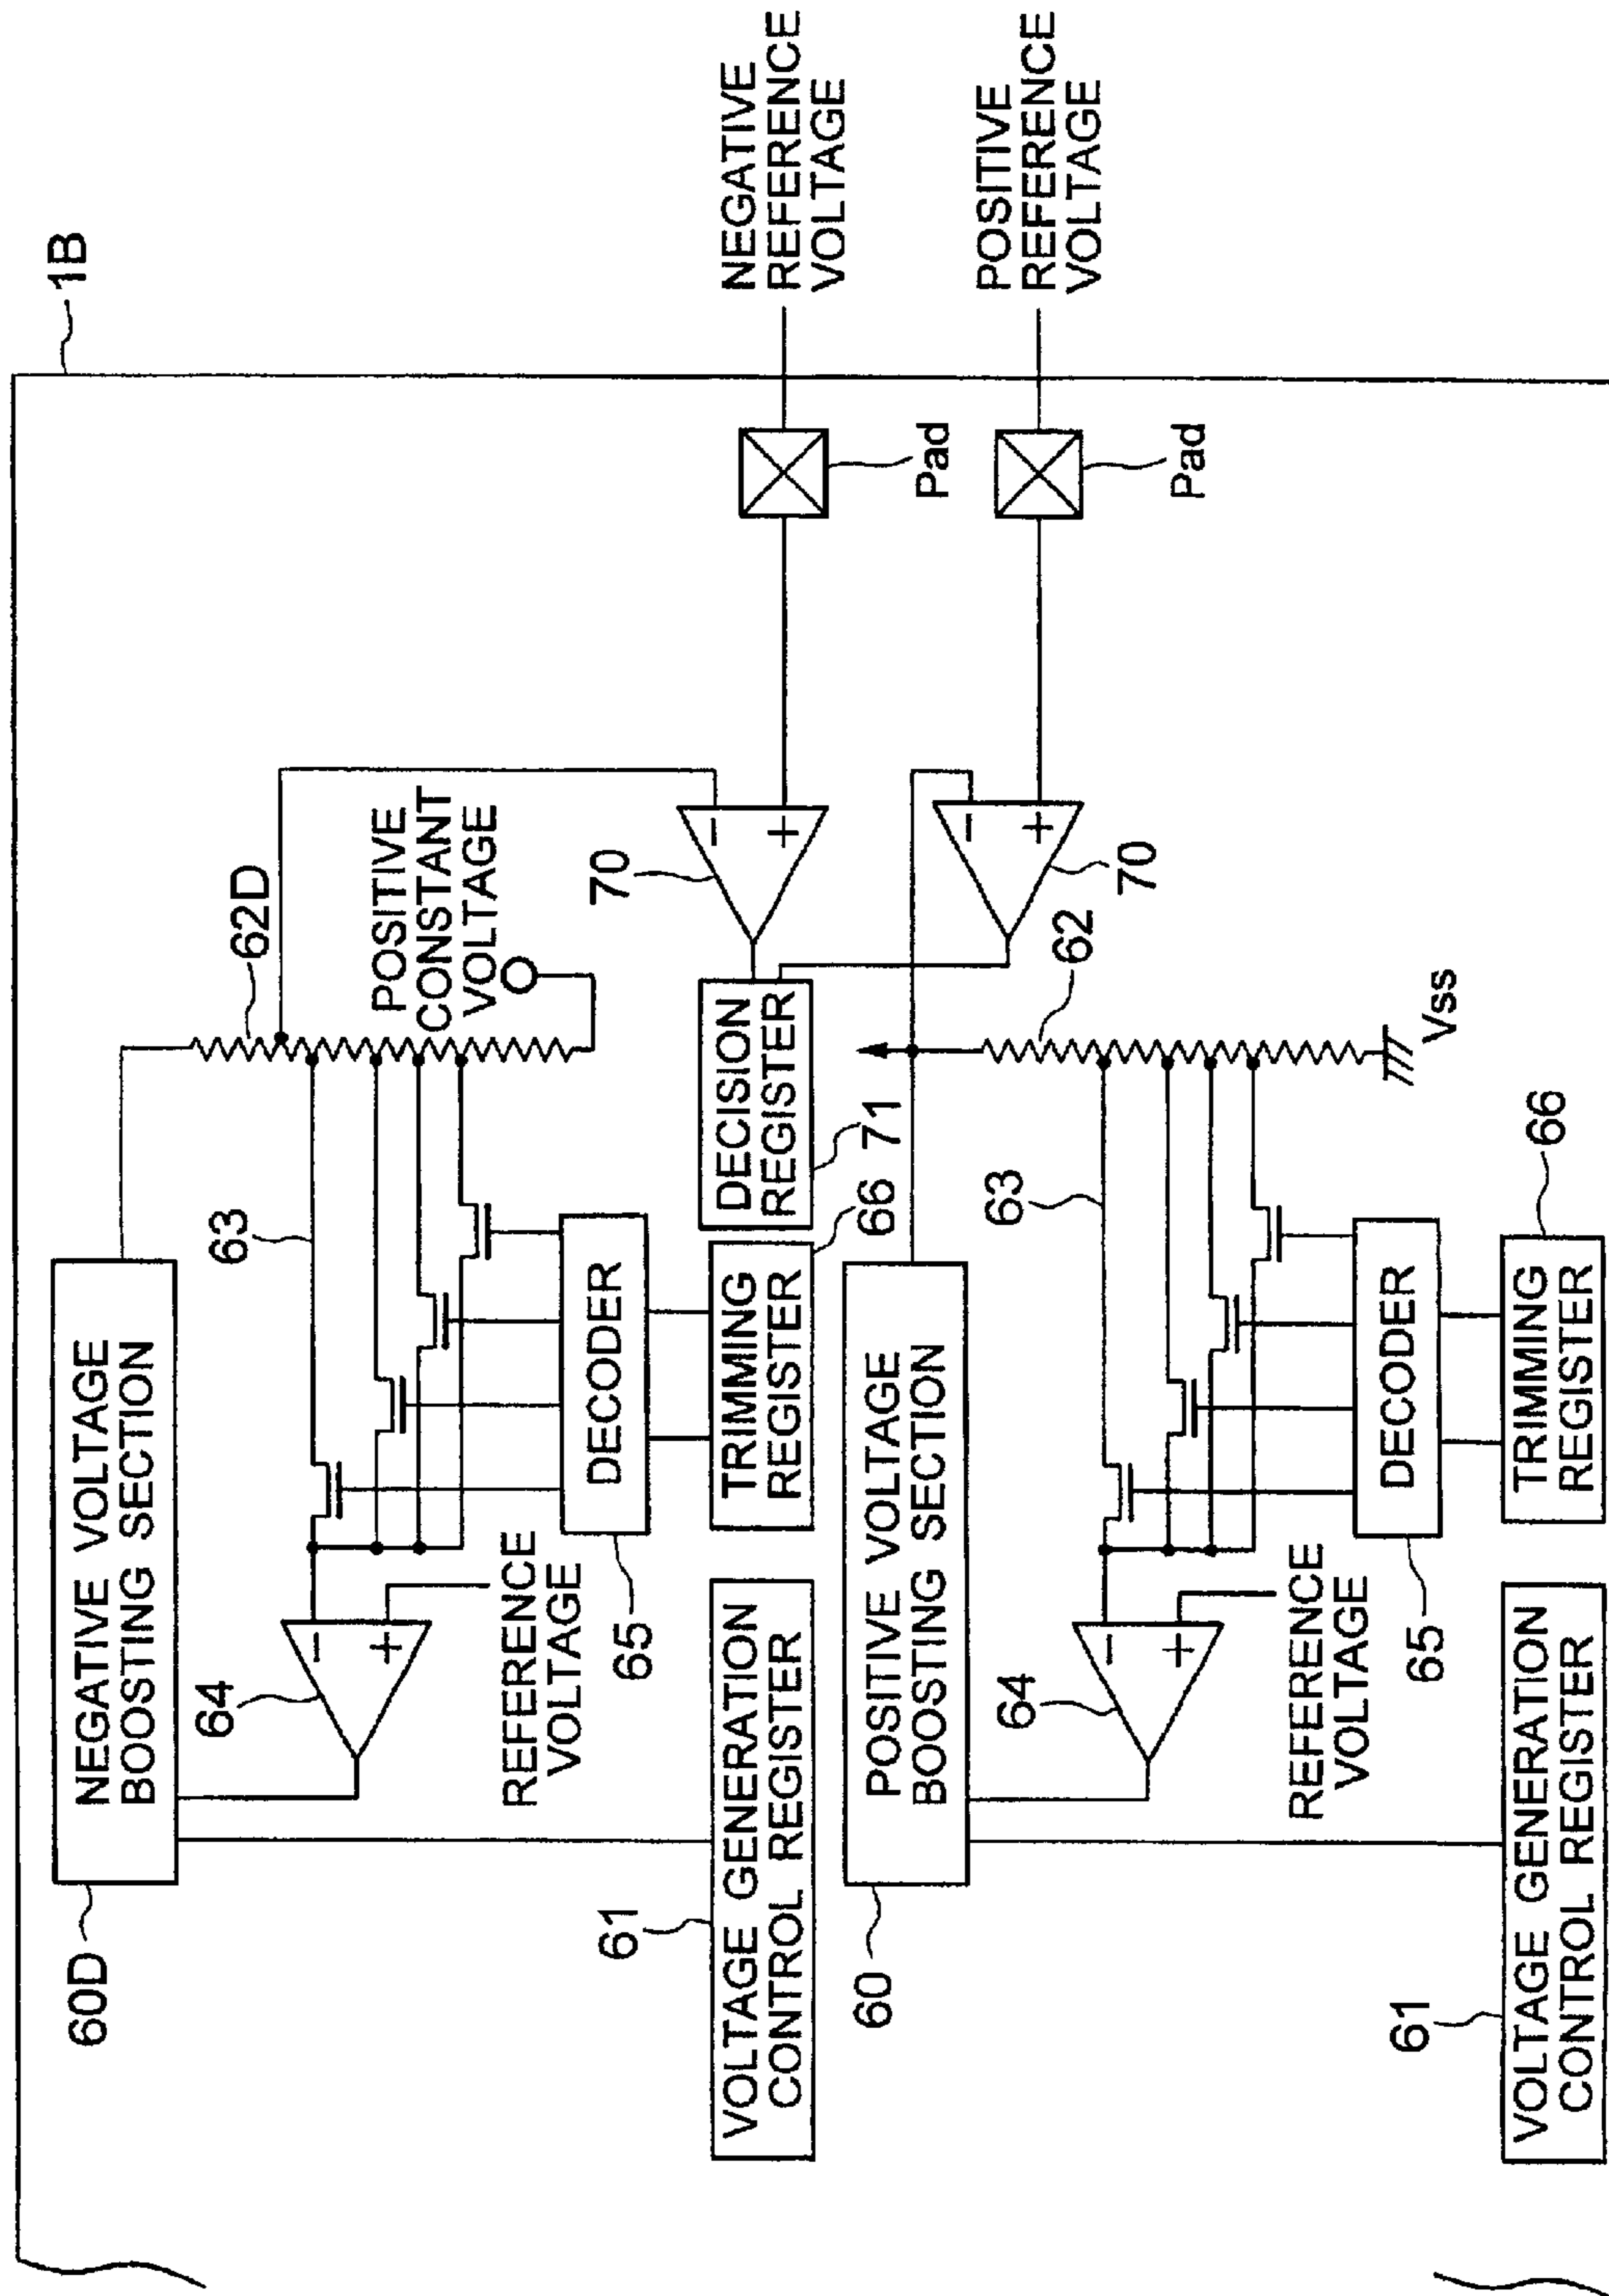 1B
60D
NEGATIVE VOLTAGE
BOOSTING SECTION
62D
POSITIVE
CONSTANT
VOLTAGE
63
64
−
+
REFERENCE
VOLTAGE
DECODER
65
70
−
+
NEGATIVE
REFERENCE
VOLTAGE
Pad
61
VOLTAGE GENERATION
CONTROL REGISTER
TRIMMING
REGISTER
66
DECISION
REGISTER
71
60
POSITIVE VOLTAGE
BOOSTING SECTION
70
−
+
POSITIVE
REFERENCE
VOLTAGE
Pad
62
63
64
−
+
REFERENCE
VOLTAGE
DECODER
65
Vss
61
VOLTAGE GENERATION
CONTROL REGISTER
TRIMMING
REGISTER
66